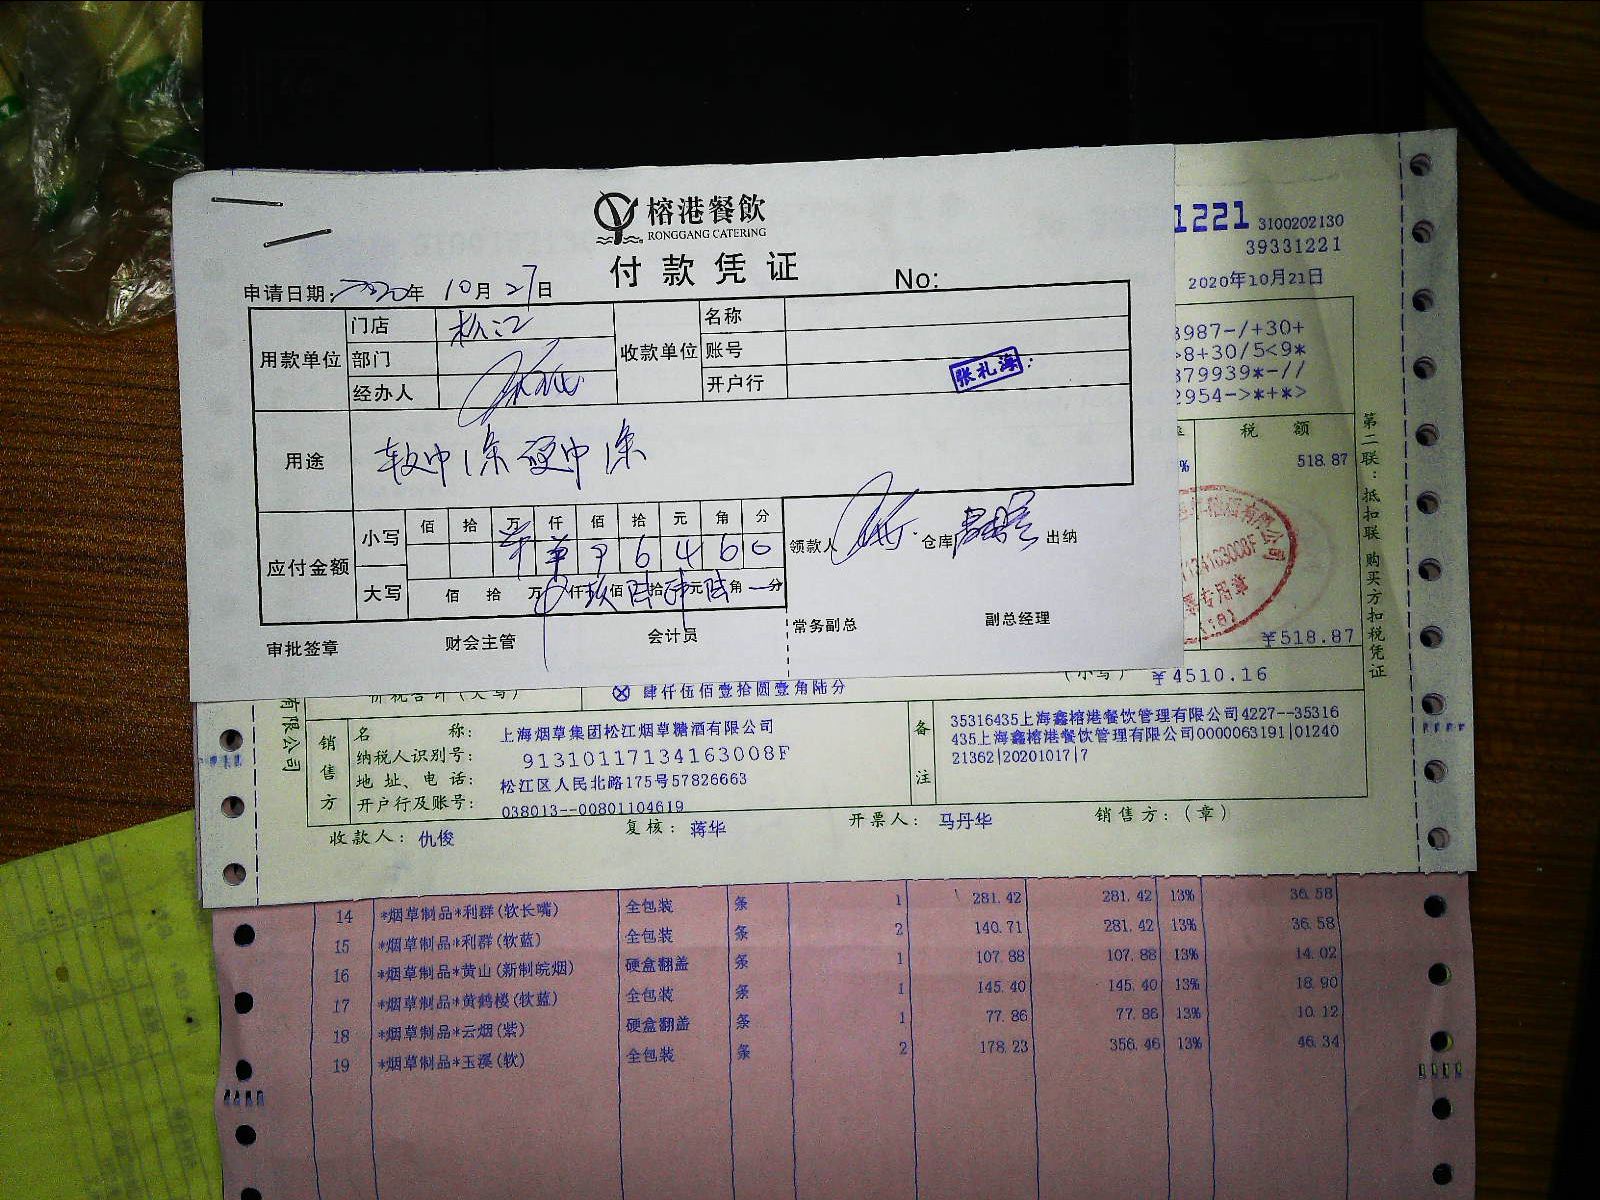 榕港餐飲
RONGGANG CATERING
付款凭证
No:
申请日期: 2020年 10月 27日
用款单位
门店 松江
部门
经办人
收款单位
名称
账号
开户行
张礼海
用途
软中1条 硬中1条
应付金额
小写
佰 拾 万 仟 佰 拾 元 角 分
9 6 4 6 0
大写
佰 拾 万 仟 玖佰 陆拾 肆元 陆角 一分
领款人
仓库
出纳
审批签章
财会主管
会计员
常务副总
副总经理
1221 3100202130
39331221
2020年10月21日
3987-/+30+
>8+30/5<9*
879939*-//
2954->*+*>
税 额
% 518.87
¥518.87
第二联:抵扣联 购买方扣税凭证
价税合计(大写)
ⓧ 肆仟伍佰壹拾圆壹角陆分
(小写) ¥4510.16
有限公司
销售方
名 称: 上海烟草集团松江烟草糖酒有限公司
纳税人识别号: 91310117134163008F
地 址、电 话: 松江区人民北路175号57826663
开户行及账号: 038013--00801104619
备注
35316435上海鑫榕港餐饮管理有限公司4227--35316
435上海鑫榕港餐饮管理有限公司0000063191|01240
21362|20201017|7
收款人: 仇俊
复核: 蒋华
开票人: 马丹华
销售方:(章)
14 *烟草制品*利群(软长嘴) 全包装 条 1 281.42 281.42 13% 36.58
15 *烟草制品*利群(软蓝) 全包装 条 2 140.71 281.42 13% 36.58
16 *烟草制品*黄山(新制皖烟) 硬盒翻盖 条 1 107.88 107.88 13% 14.02
17 *烟草制品*黄鹤楼(软蓝) 全包装 条 1 145.40 145.40 13% 18.90
18 *烟草制品*云烟(紫) 硬盒翻盖 条 1 77.86 77.86 13% 10.12
19 *烟草制品*玉溪(软) 全包装 条 2 178.23 356.46 13% 46.34